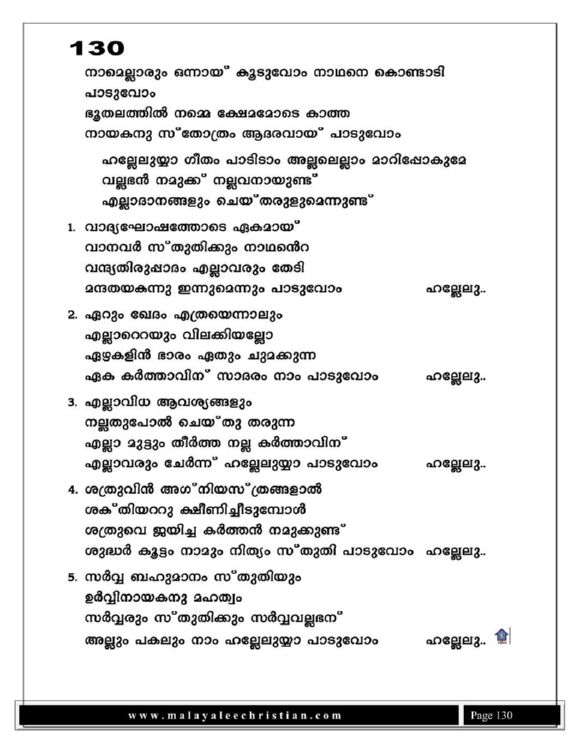 130
നാമെല്ലാരും ഒന്നായ് കൂടുവോം നാഥനെ കൊണ്ടാടി
പാടുവോം
ഭൂതലത്തിൽ നമ്മെ ക്ഷേമമോടെ കാത്ത
നായകനു സ്തോത്രം ആദരവായ് പാടുവോം
ഹല്ലേലുയ്യാ ഗീതം പാടിടാം അല്ലലെല്ലാം മാറിപ്പോകുമേ
വല്ലഭൻ നമുക്ക് നല്ലവനായുണ്ട്
എല്ലാദാനങ്ങളും ചെയ്തരുളുമെന്നുണ്ട്
1. വാദ്യഘോഷത്തോടെ ഏകമായ്
വാനവർ സ്തുതിക്കും നാഥൻെറ
വന്ദ്യതിരുപ്പാദം എല്ലാവരും തേടി
മന്ദതയകന്നു ഇന്നുമെന്നും പാടുവോം ഹല്ലേലു..
2. ഏറും ഖേദം എത്രയെന്നാലും
എല്ലാറെറയും വിലക്കിയല്ലോ
ഏഴകളിൻ ഭാരം ഏതും ചുമക്കുന്ന
ഏക കർത്താവിന് സാദരം നാം പാടുവോം ഹല്ലേലു..
3. എല്ലാവിധ ആവശ്യങ്ങളും
നല്ലതുപോൽ ചെയ്തു തരുന്ന
എല്ലാ മുട്ടും തീർത്ത നല്ല കർത്താവിന്
എല്ലാവരും ചേർന്ന് ഹല്ലേലുയ്യാ പാടുവോം ഹല്ലേലു..
4. ശത്രുവിൻ അഗ്നിയസ്ത്രങ്ങളാൽ
ശക്തിയററു ക്ഷീണിച്ചീടുമ്പോൾ
ശത്രുവെ ജയിച്ച കർത്തൻ നമുക്കുണ്ട്
ശുദ്ധർ കൂട്ടം നാമും നിത്യം സ്തുതി പാടുവോം ഹല്ലേലു..
5. സർവ്വ ബഹുമാനം സ്തുതിയും
ഉർവ്വിനായകനു മഹത്വം
സർവ്വരും സ്തുതിക്കും സർവ്വവല്ലഭന്
അല്ലും പകലും നാം ഹല്ലേലുയ്യാ പാടുവോം ഹല്ലേലു..
www.malayaleechristian.com Page 130